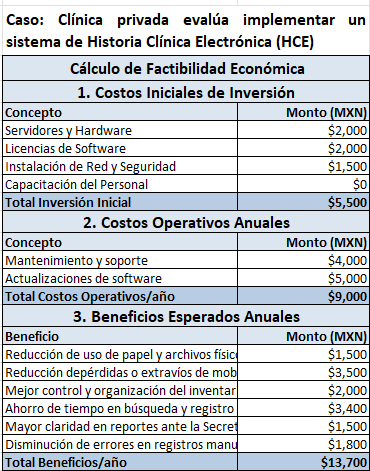 Caso: Clínica privada evalúa implementar un
sistema de Historia Clínica Electrónica (HCE)
Cálculo de Factibilidad Económica
1. Costos Iniciales de Inversión
Concepto Monto (MXN)
Servidores y Hardware $2,000
Licencias de Software $2,000
Instalación de Red y Seguridad $1,500
Capacitación del Personal $0
Total Inversión Inicial $5,500
2. Costos Operativos Anuales
Concepto Monto (MXN)
Mantenimiento y soporte $4,000
Actualizaciones de software $5,000
Total Costos Operativos/año $9,000
3. Beneficios Esperados Anuales
Beneficio Monto (MXN)
Reducción de uso de papel y archivos físic $1,500
Reducción depérdidas o extravíos de mob $3,500
Mejor control y organización del inventar $2,000
Ahorro de tiempo en búsqueda y registro $3,400
Mayor claridad en reportes ante la Secret $1,500
Disminución de errores en registros manu $1,800
Total Beneficios/año $13,700